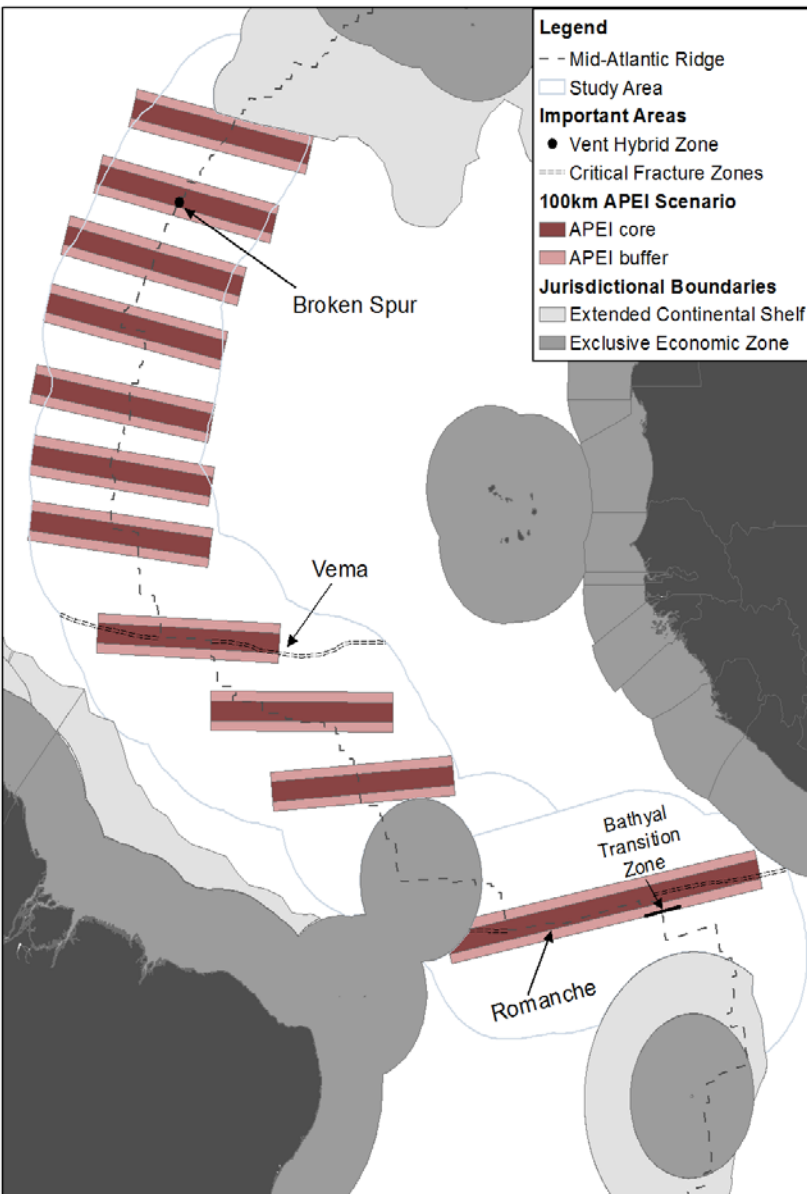 Legend
Mid-Atlantic Ridge
Study Area
Important Areas
Vent Hybrid Zone
Critical Fracture Zones
100km APEI Scenario
APEI core
APEI buffer
Jurisdictional Boundaries
Extended Continental Shelf
Exclusive Economic Zone
Broken Spur
Vema
Bathyal
Transition
Zone
Romanche